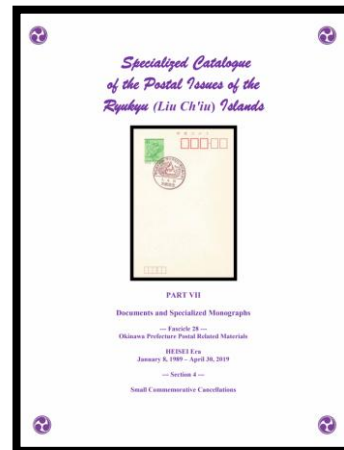 Specialized Catalogue
of the Postal Issues of the
Ryukyu (Liu Ch'iu) Islands
PART VII
Documents and Specialized Monographs
--- Fascicle 28 ---
Okinawa Prefecture Postal Related Materials
HEISEI Era
January 8, 1989 – April 30, 2019
--- Section 4 ---
Small Commemorative Cancellations